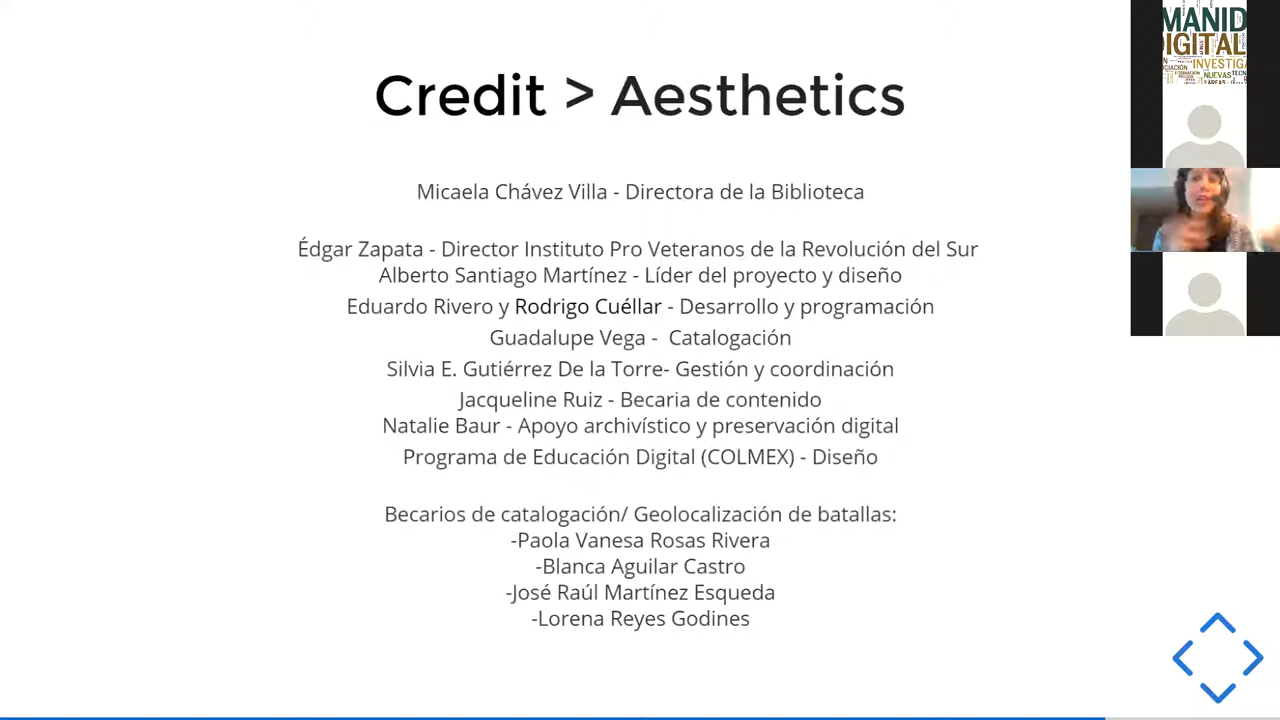 Credit > Aesthetics
Micaela Chávez Villa - Directora de la Biblioteca
Édgar Zapata - Director Instituto Pro Veteranos de la Revolución del Sur
Alberto Santiago Martínez - Líder del proyecto y diseño
Eduardo Rivero y Rodrigo Cuéllar - Desarrollo y programación
Guadalupe Vega -  Catalogación
Silvia E. Gutiérrez De la Torre- Gestión y coordinación
Jacqueline Ruiz - Becaria de contenido
Natalie Baur - Apoyo archivístico y preservación digital
Programa de Educación Digital (COLMEX) - Diseño
Becarios de catalogación/ Geolocalización de batallas:
-Paola Vanesa Rosas Rivera
-Blanca Aguilar Castro
-José Raúl Martínez Esqueda
-Lorena Reyes Godines
MANID
DIGITAL
INVESTIGA
FORMACIÓN
NUEVAS